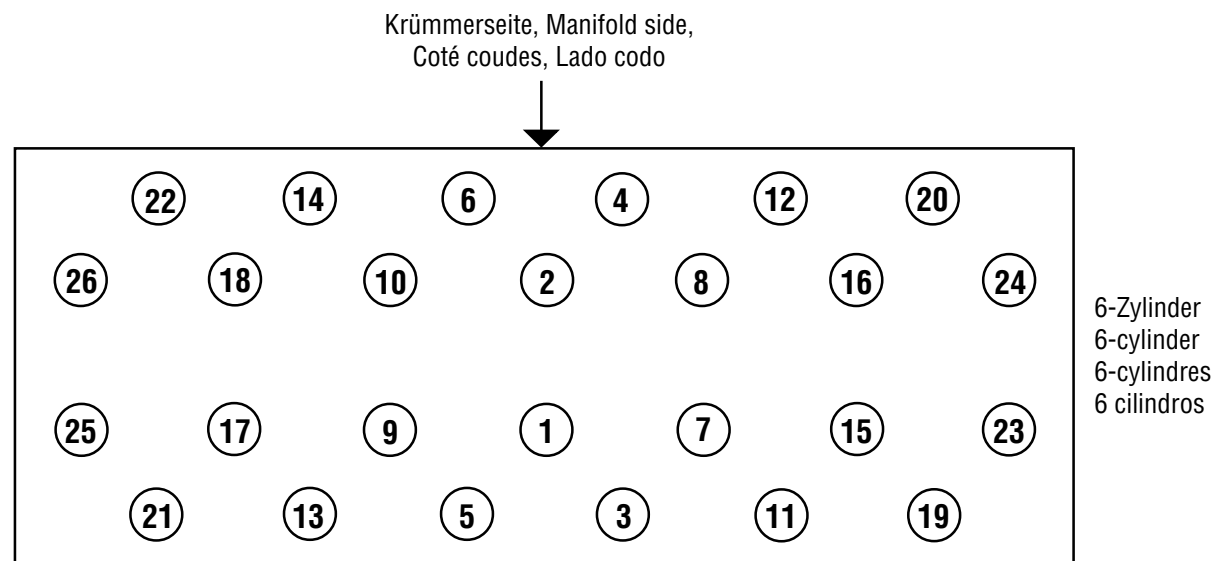 Krümmerseite, Manifold side,
Coté coudes, Lado codo
22 14 6 4 12 20
26 18 10 2 8 16 24
6-Zylinder
6-cylinder
6-cylindres
6 cilindros
25 17 9 1 7 15 23
21 13 5 3 11 19